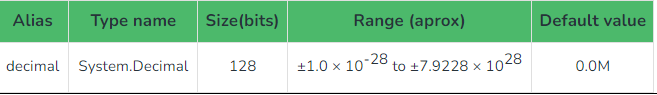 Alias Type name Size(bits) Range (aprox) Default value
decimal System.Decimal 128 ±1.0 × 10⁻²⁸ to ±7.9228 × 10²⁸ 0.0M